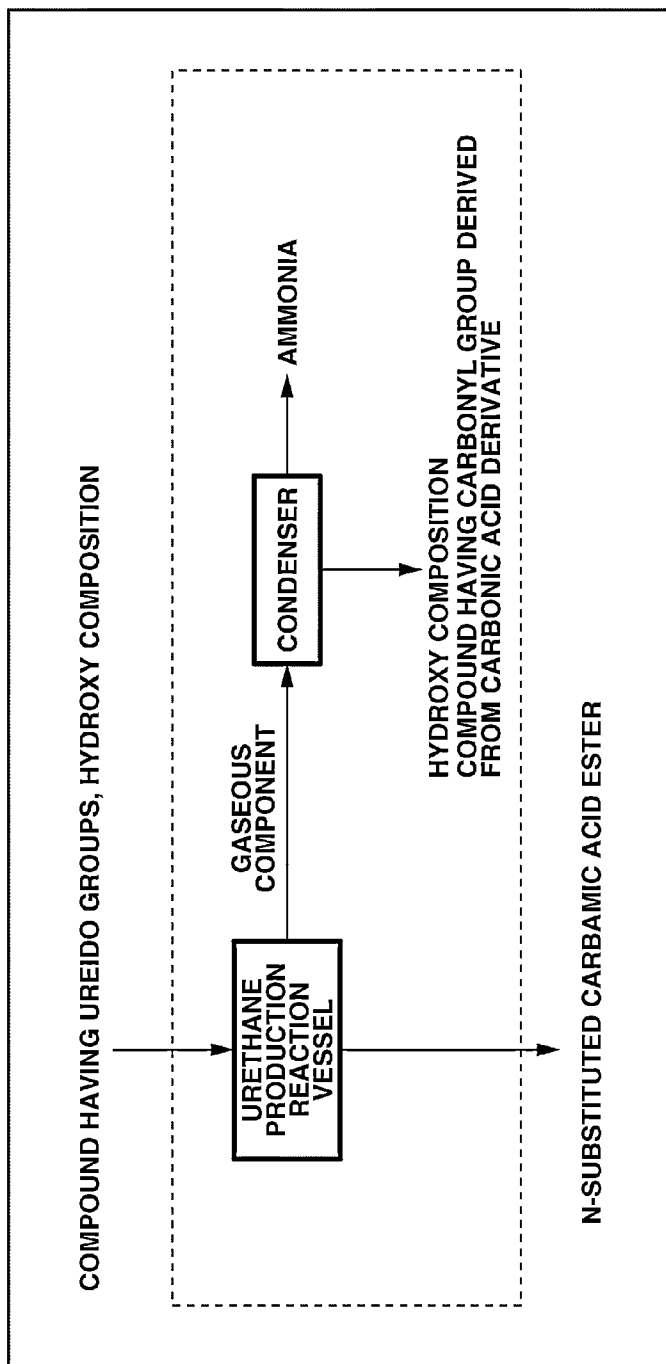 COMPOUND HAVING UREIDO GROUPS, HYDROXY COMPOSITION
URETHANE
PRODUCTION
REACTION
VESSEL
GASEOUS
COMPONENT
CONDENSER
AMMONIA
HYDROXY COMPOSITION
COMPOUND HAVING CARBONYL GROUP DERIVED
FROM CARBONIC ACID DERIVATIVE
N-SUBSTITUTED CARBAMIC ACID ESTER